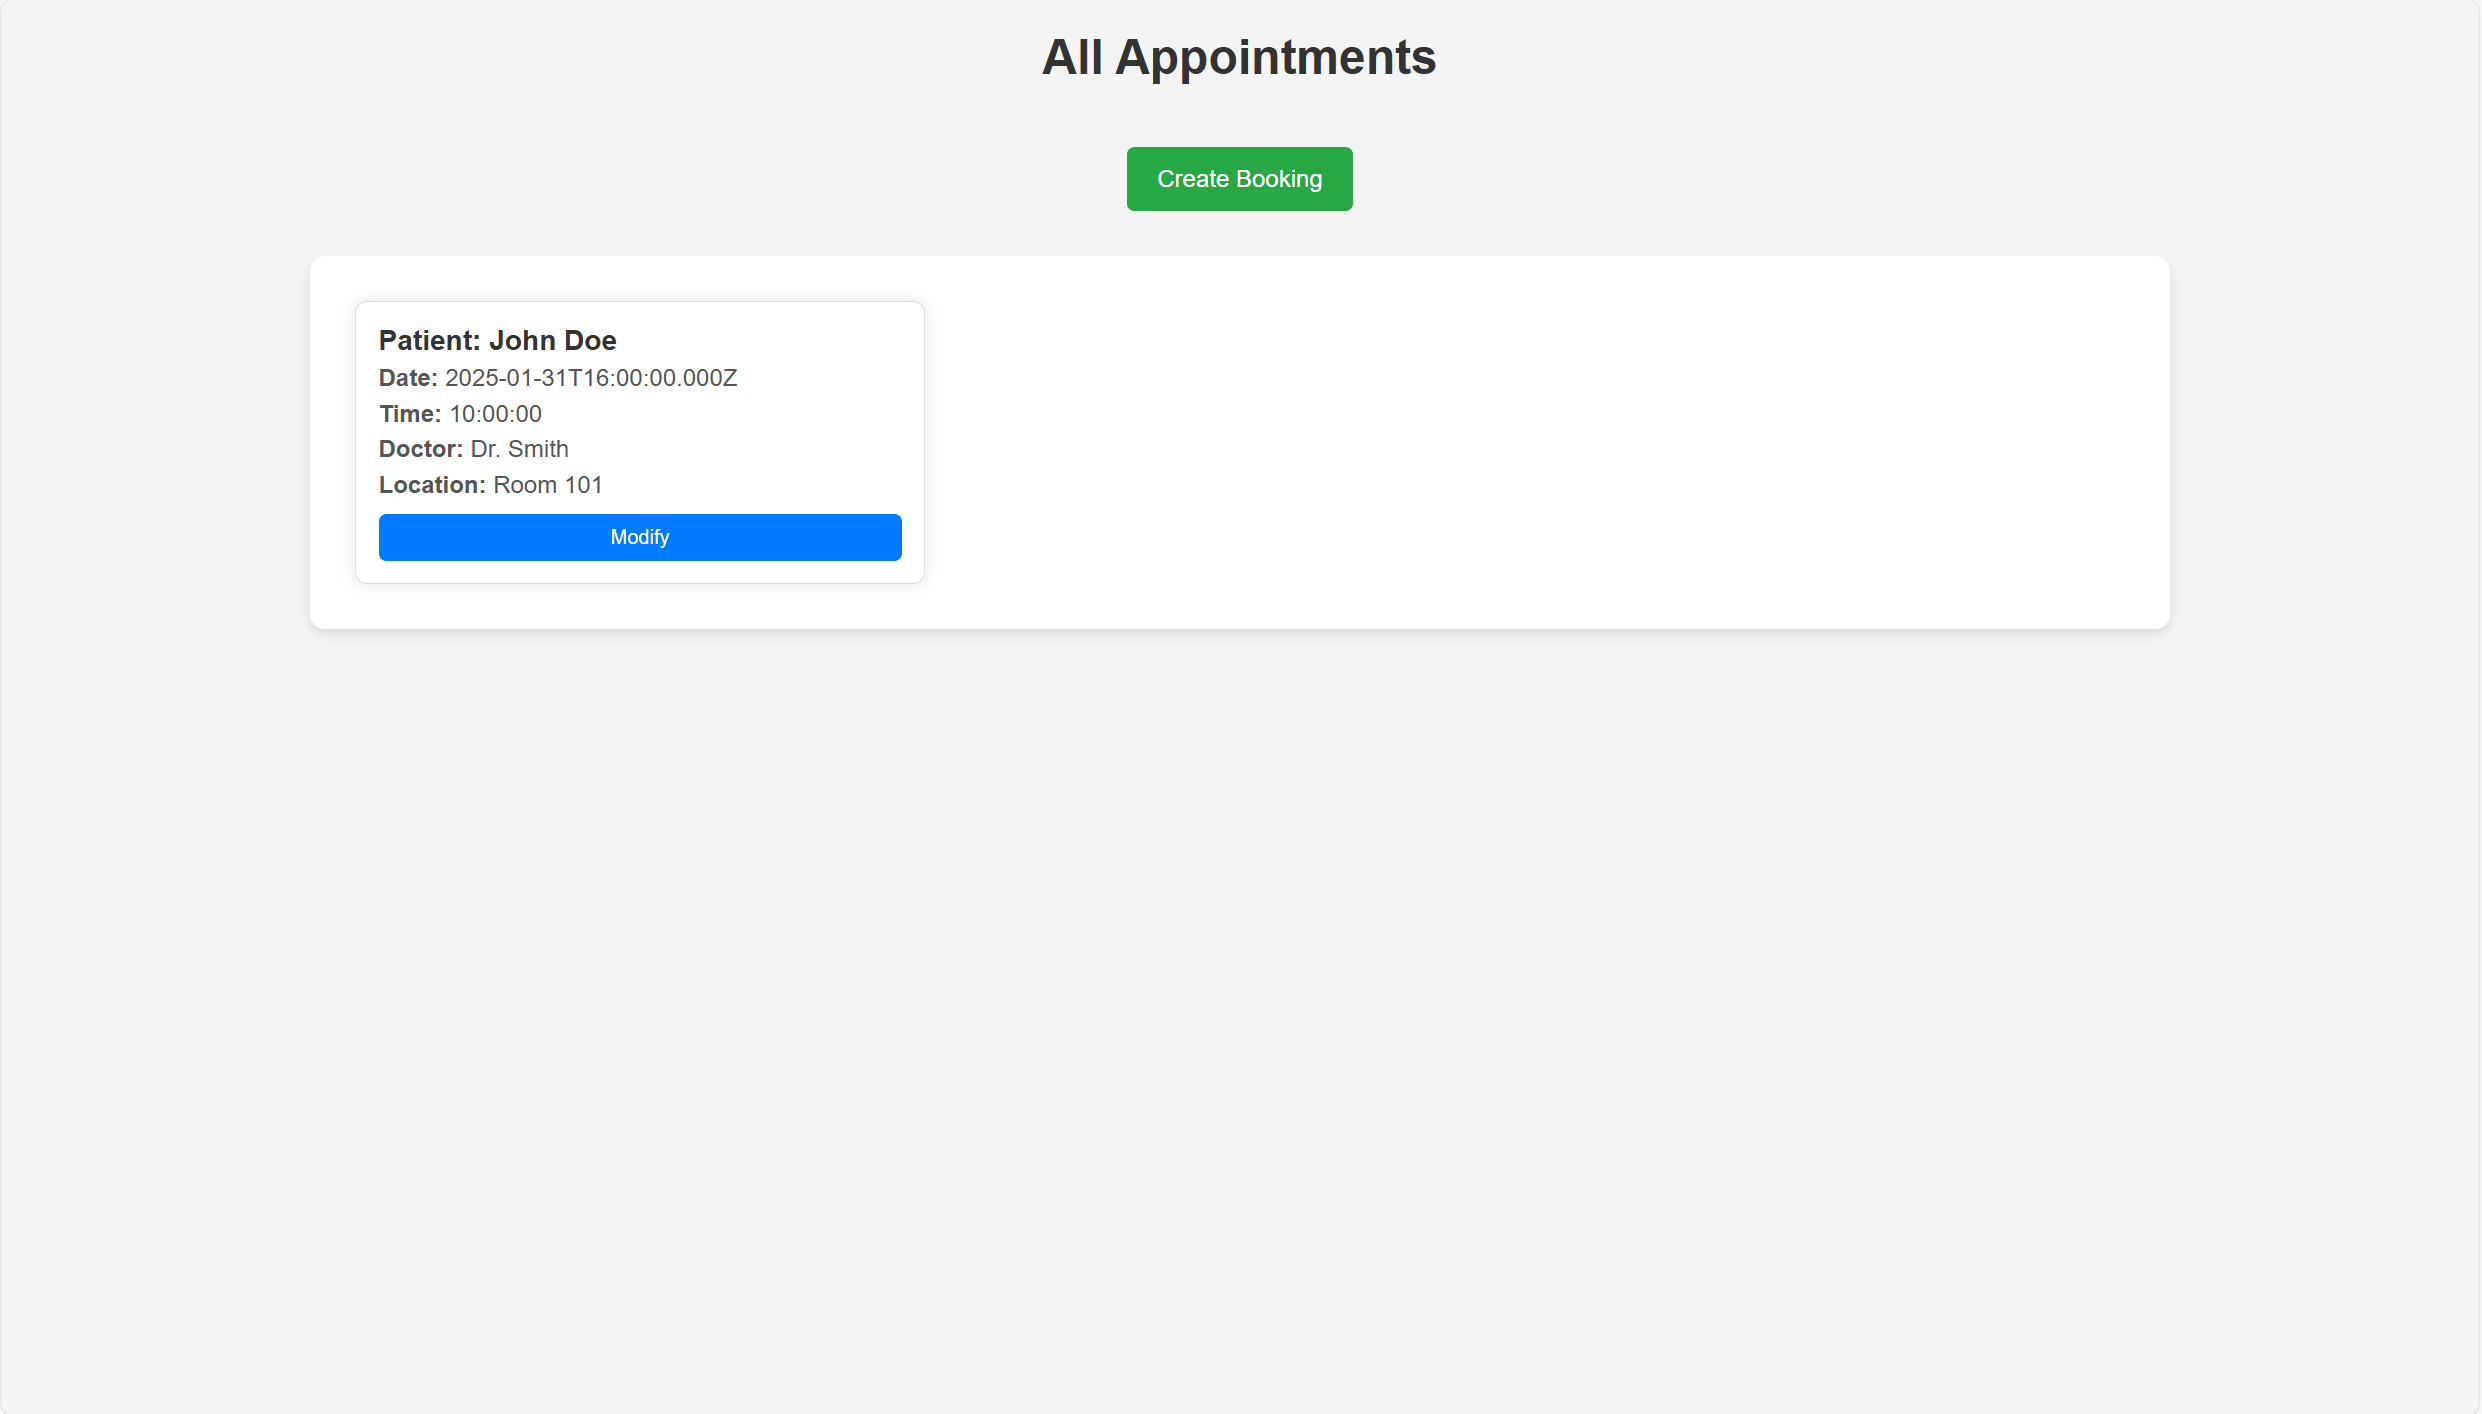 All Appointments
Create Booking
Patient: John Doe
Date: 2025-01-31T16:00:00.000Z
Time: 10:00:00
Doctor: Dr. Smith
Location: Room 101
Modify